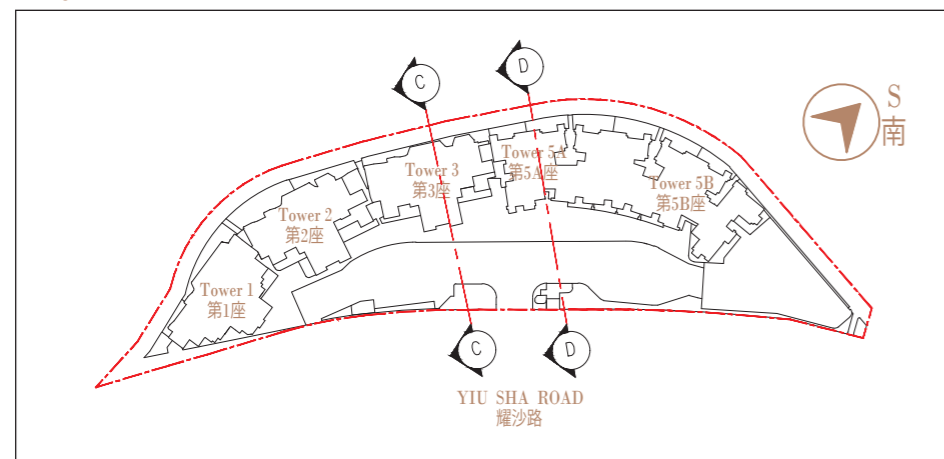 D
C
S
南
Tower 5A
第5A座
Tower 3
第3座
Tower 5B
第5B座
Tower 2
第2座
Tower 1
第1座
C
D
YIU SHA ROAD
耀沙路